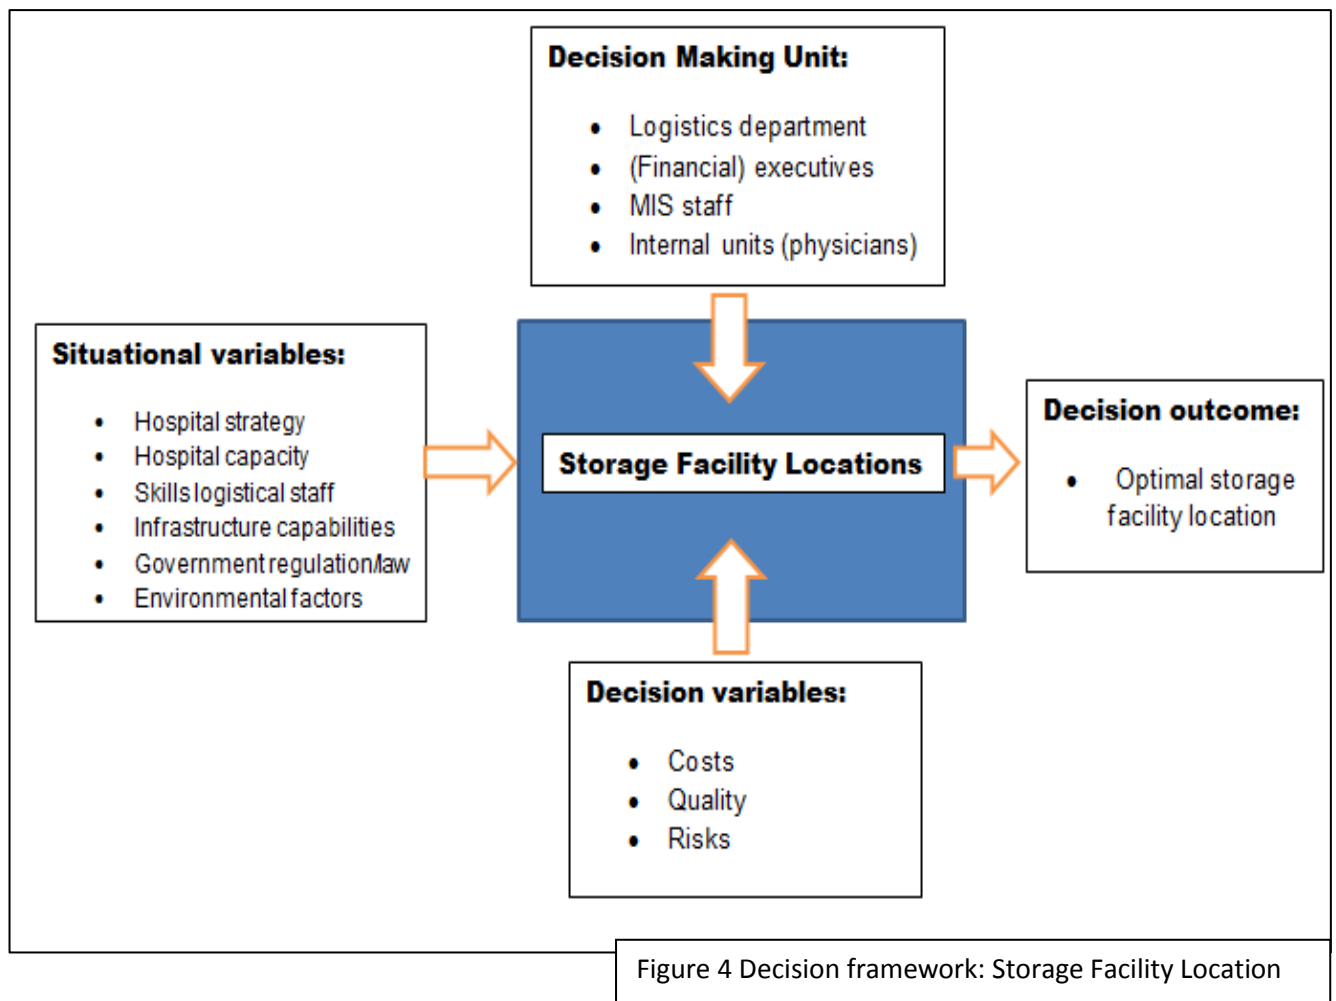 Decision Making Unit:
• Logistics department
• (Financial) executives
• MIS staff
• Internal units (physicians)
Situational variables:
• Hospital strategy
• Hospital capacity
• Skills logistical staff
• Infrastructure capabilities
• Government regulation/law
• Environmental factors
Storage Facility Locations
Decision outcome:
• Optimal storage
facility location
Decision variables:
• Costs
• Quality
• Risks
Figure 4 Decision framework: Storage Facility Location